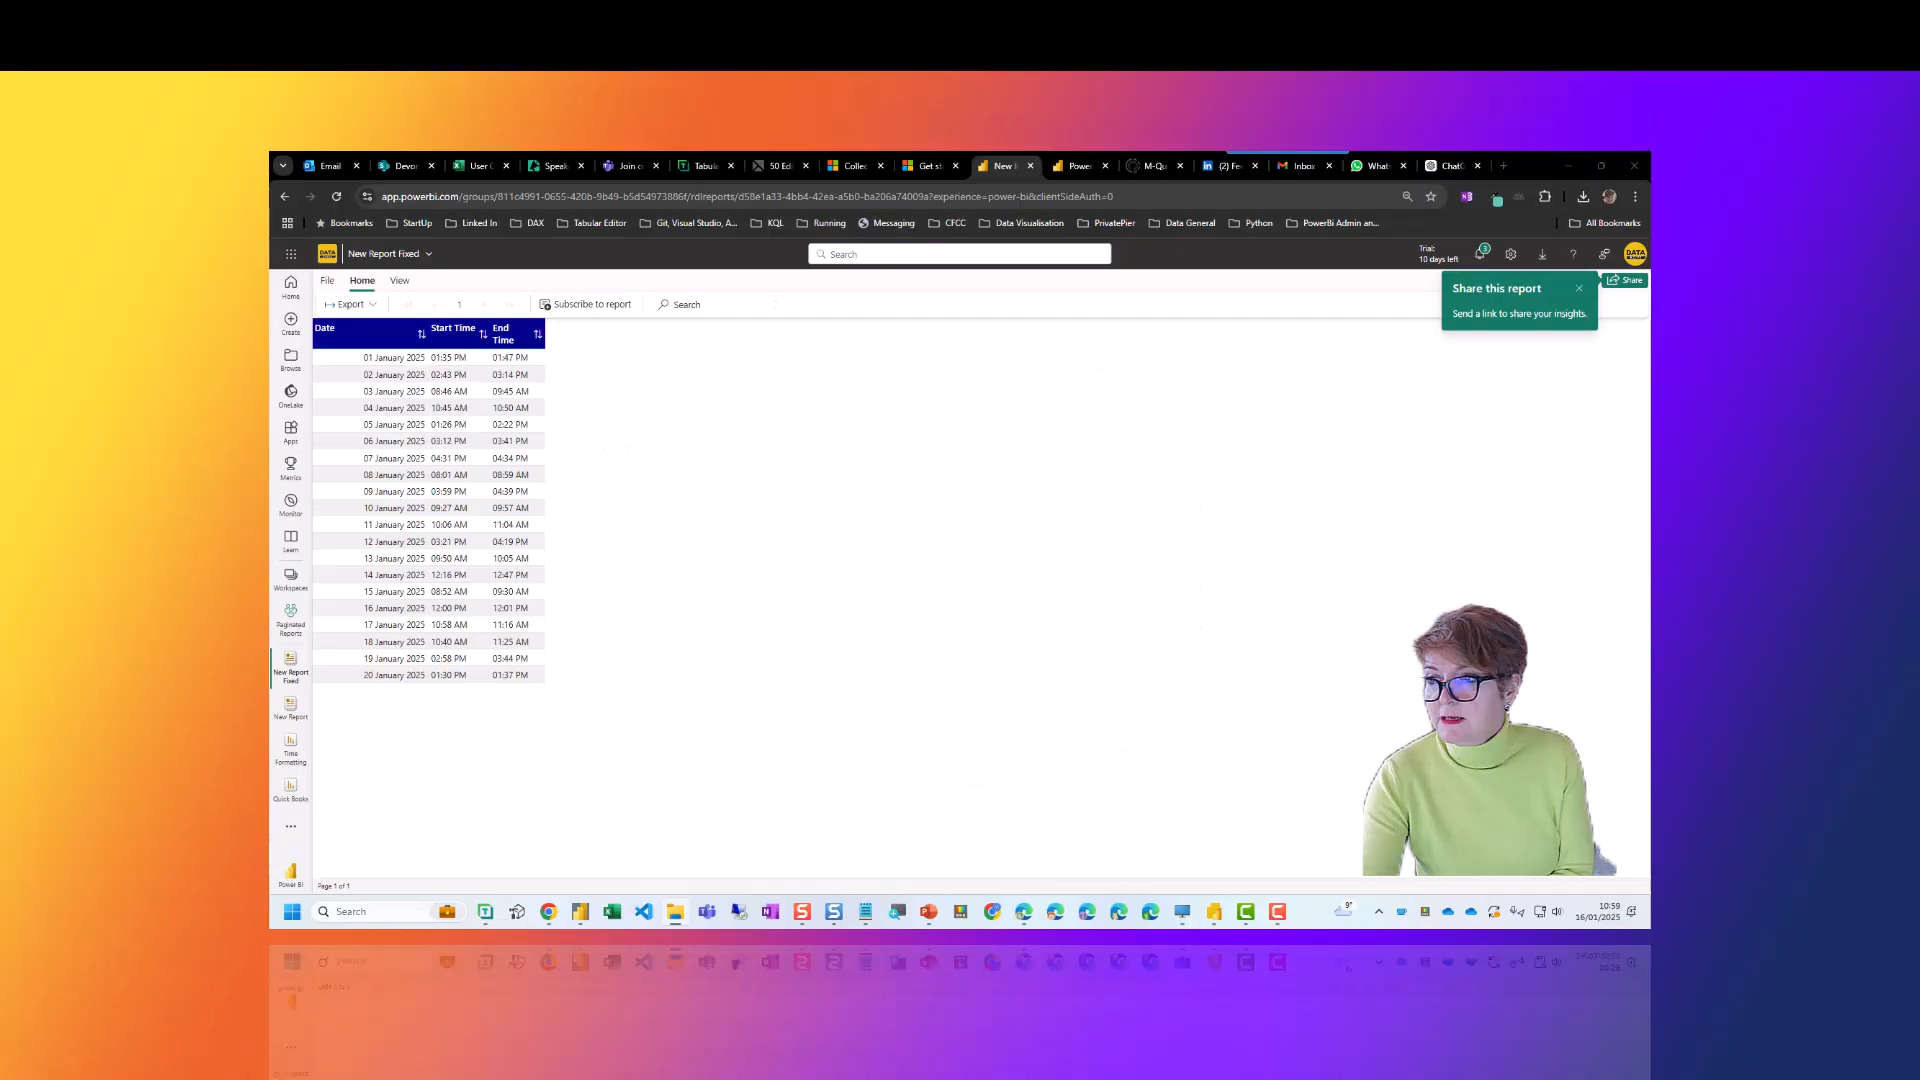 Email
Devor
User C
Speak
Join c
Tabula
50 Ed
Collec
Get st
New
Power
M-Qu
(2) Fe
Inbox
What
ChatG
app.powerbi.com/groups/811c4991-0655-420b-9b49-b5d54973886f/rdlreports/d58e1a33-4bb4-42ea-a5b0-ba206a74009a?experience=power-bi&clientSideAuth=0
Bookmarks StartUp Linked In DAX Tabular Editor Git, Visual Studio, A... KQL Running Messaging CFCC Data Visualisation PrivatePier Data General Python PowerBi Admin an... All Bookmarks
DATA New Report Fixed
Search
Trial:
10 days left
3
DATA
File Home View
Share
Export 1 Subscribe to report Search
Share this report
Send a link to share your insights.
Home
Create
Browse
OneLake
Apps
Metrics
Monitor
Learn
Workspaces
Paginated
Reports
New Report
Fixed
New Report
Time
Formatting
Quick Books
Power BI
Date Start Time End
Time
01 January 2025 01:35 PM 01:47 PM
02 January 2025 02:43 PM 03:14 PM
03 January 2025 08:46 AM 09:45 AM
04 January 2025 10:45 AM 10:50 AM
05 January 2025 01:26 PM 02:22 PM
06 January 2025 03:12 PM 03:41 PM
07 January 2025 04:31 PM 04:34 PM
08 January 2025 08:01 AM 08:59 AM
09 January 2025 03:59 PM 04:39 PM
10 January 2025 09:27 AM 09:57 AM
11 January 2025 10:06 AM 11:04 AM
12 January 2025 03:21 PM 04:19 PM
13 January 2025 09:50 AM 10:05 AM
14 January 2025 12:16 PM 12:47 PM
15 January 2025 08:52 AM 09:30 AM
16 January 2025 12:00 PM 12:01 PM
17 January 2025 10:58 AM 11:16 AM
18 January 2025 10:40 AM 11:25 AM
19 January 2025 02:58 PM 03:44 PM
20 January 2025 01:30 PM 01:37 PM
Page 1 of 1
Search
9°
10:59
16/01/2025